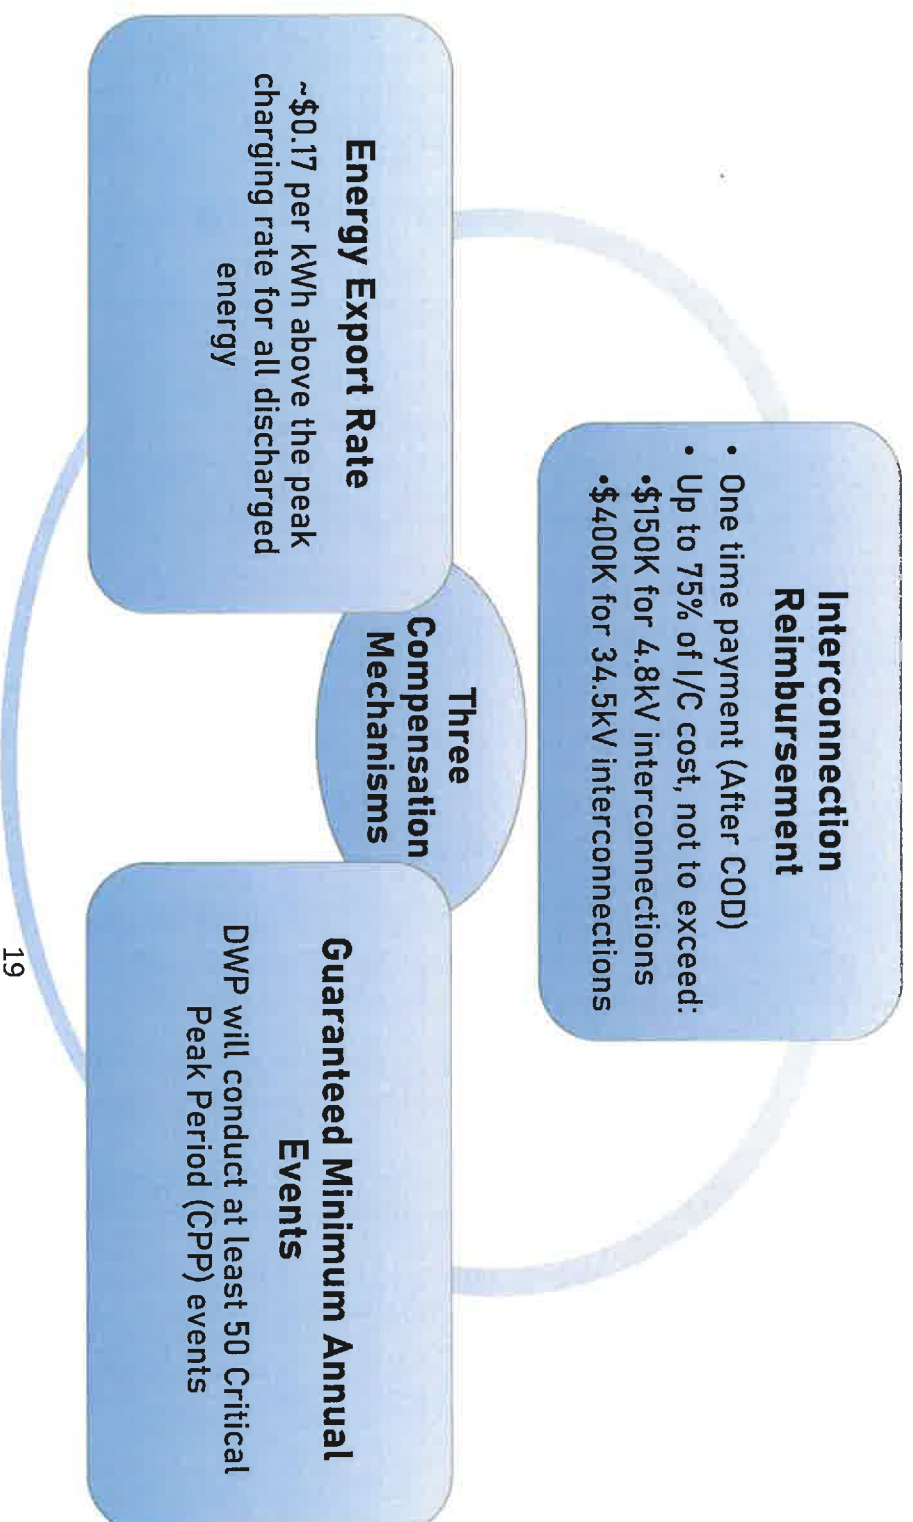 Interconnection
Reimbursement
• One time payment (After COD)
• Up to 75% of I/C cost, not to exceed:
•$150K for 4.8kV interconnections
•$400K for 34.5kV interconnections
Three
Compensation
Mechanisms
Energy Export Rate
~$0.17 per kWh above the peak
charging rate for all discharged
energy
Guaranteed Minimum Annual
Events
DWP will conduct at least 50 Critical
Peak Period (CPP) events
19